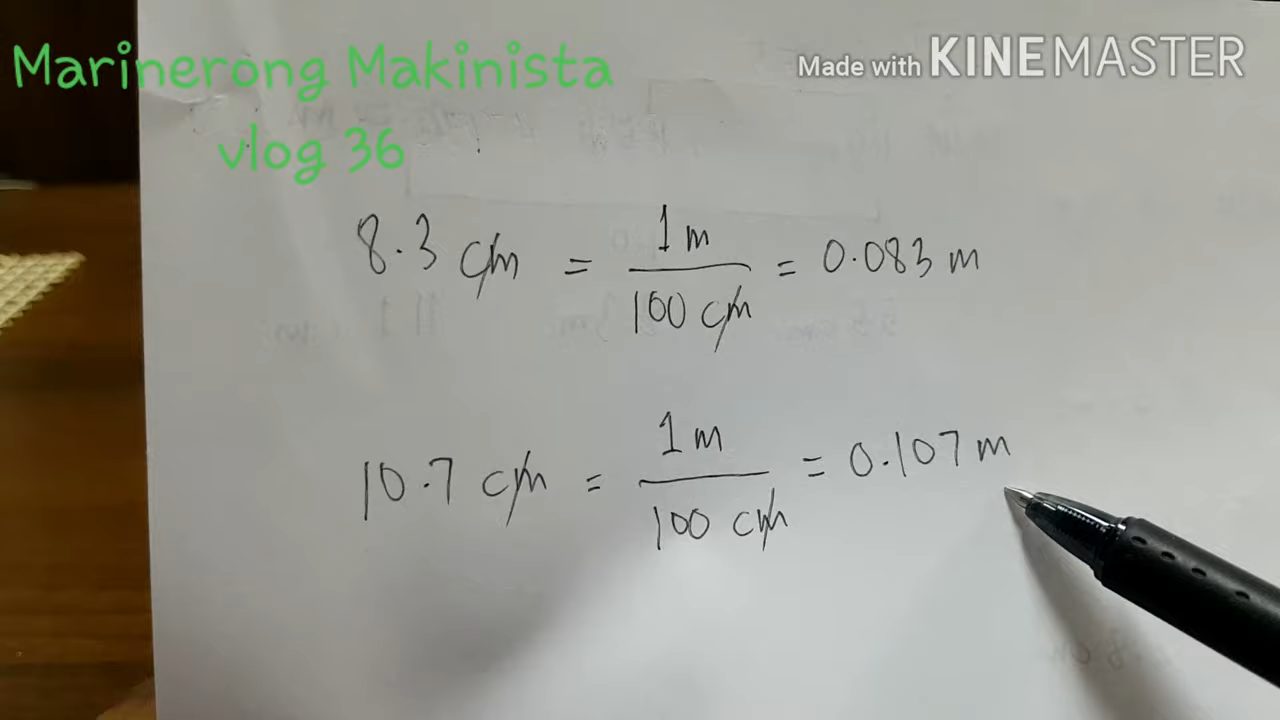 Marinerong Makinista
vlog 36
Made with KINEMASTER
8.3 cm = 1 m / 100 cm = 0.083 m
10.7 cm = 1 m / 100 cm = 0.107 m